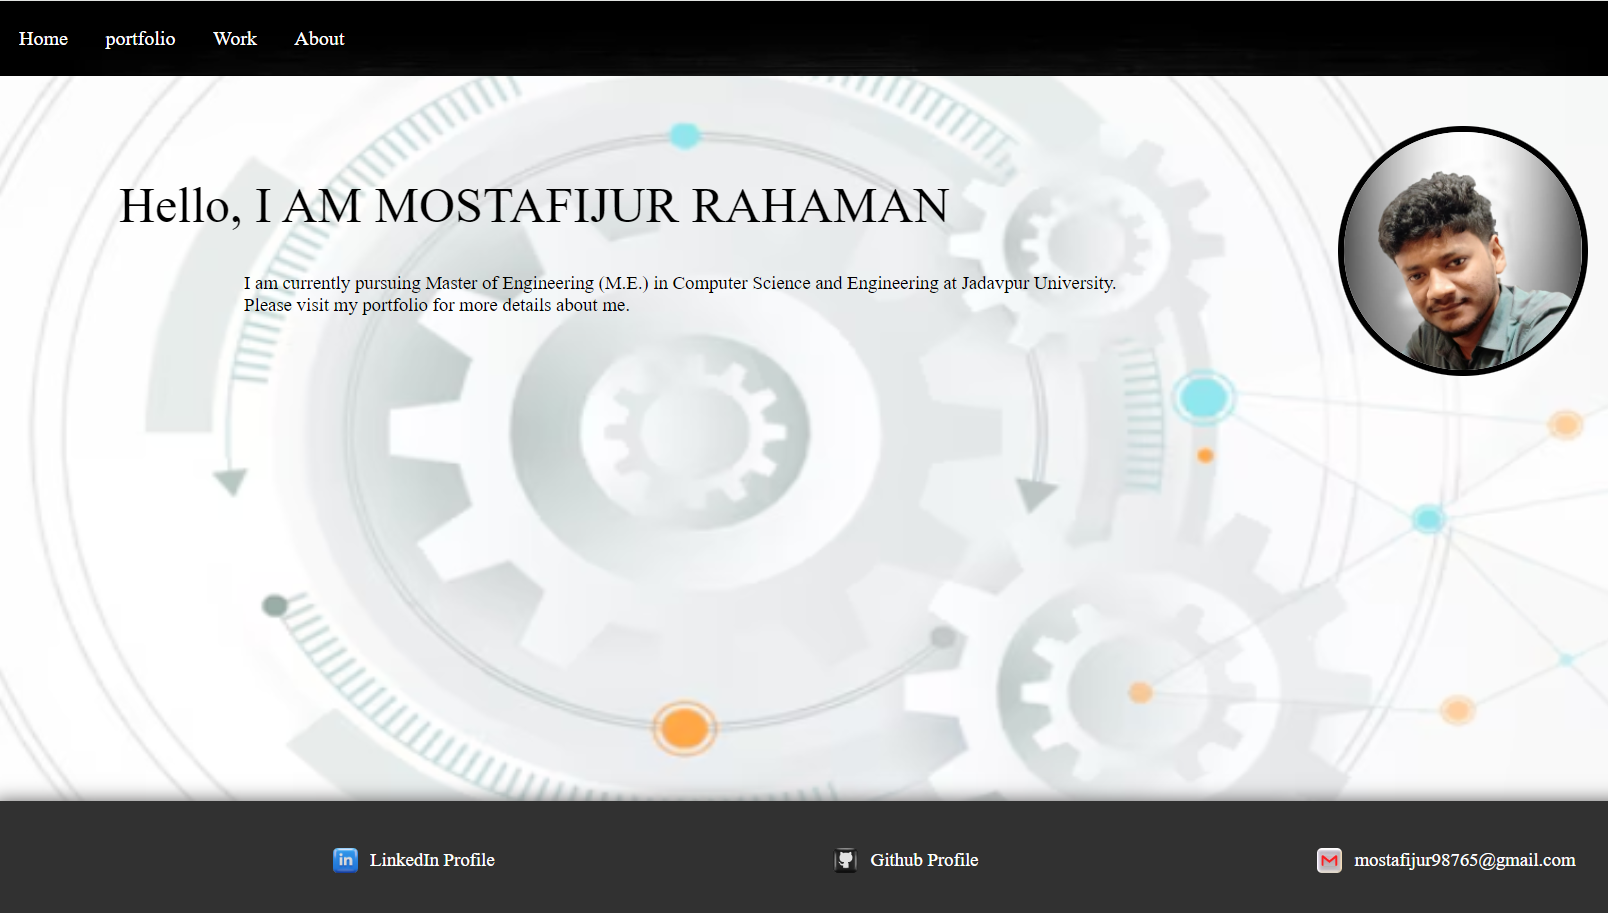 Home portfolio Work About
Hello, I AM MOSTAFIJUR RAHAMAN
I am currently pursuing Master of Engineering (M.E.) in Computer Science and Engineering at Jadavpur University.
Please visit my portfolio for more details about me.
in LinkedIn Profile Github Profile M mostafijur98765@gmail.com